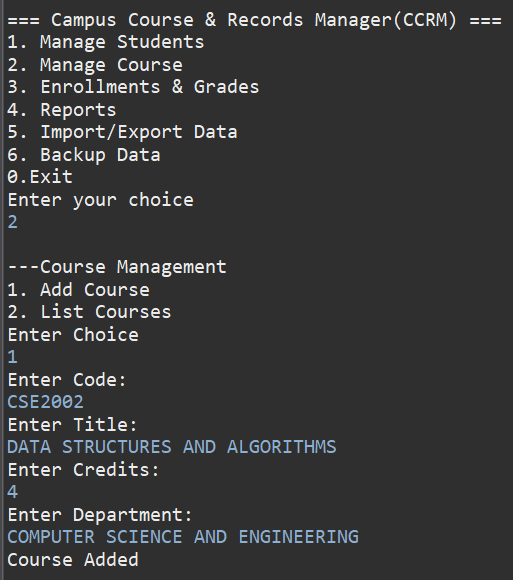 === Campus Course & Records Manager(CCRM) ===
1. Manage Students
2. Manage Course
3. Enrollments & Grades
4. Reports
5. Import/Export Data
6. Backup Data
0.Exit
Enter your choice
2
---Course Management
1. Add Course
2. List Courses
Enter Choice
1
Enter Code:
CSE2002
Enter Title:
DATA STRUCTURES AND ALGORITHMS
Enter Credits:
4
Enter Department:
COMPUTER SCIENCE AND ENGINEERING
Course Added